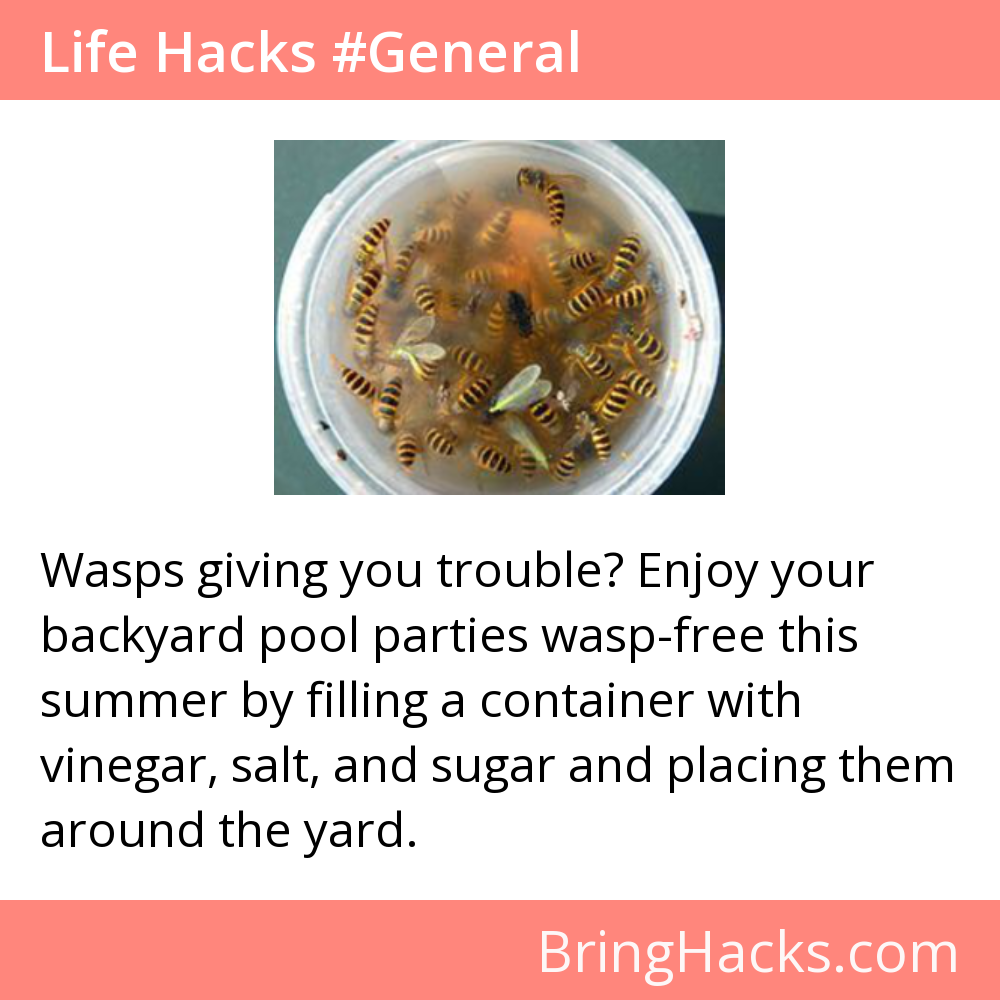 Life Hacks #General
Wasps giving you trouble? Enjoy your
backyard pool parties wasp-free this
summer by filling a container with
vinegar, salt, and sugar and placing them
around the yard.
BringHacks.com